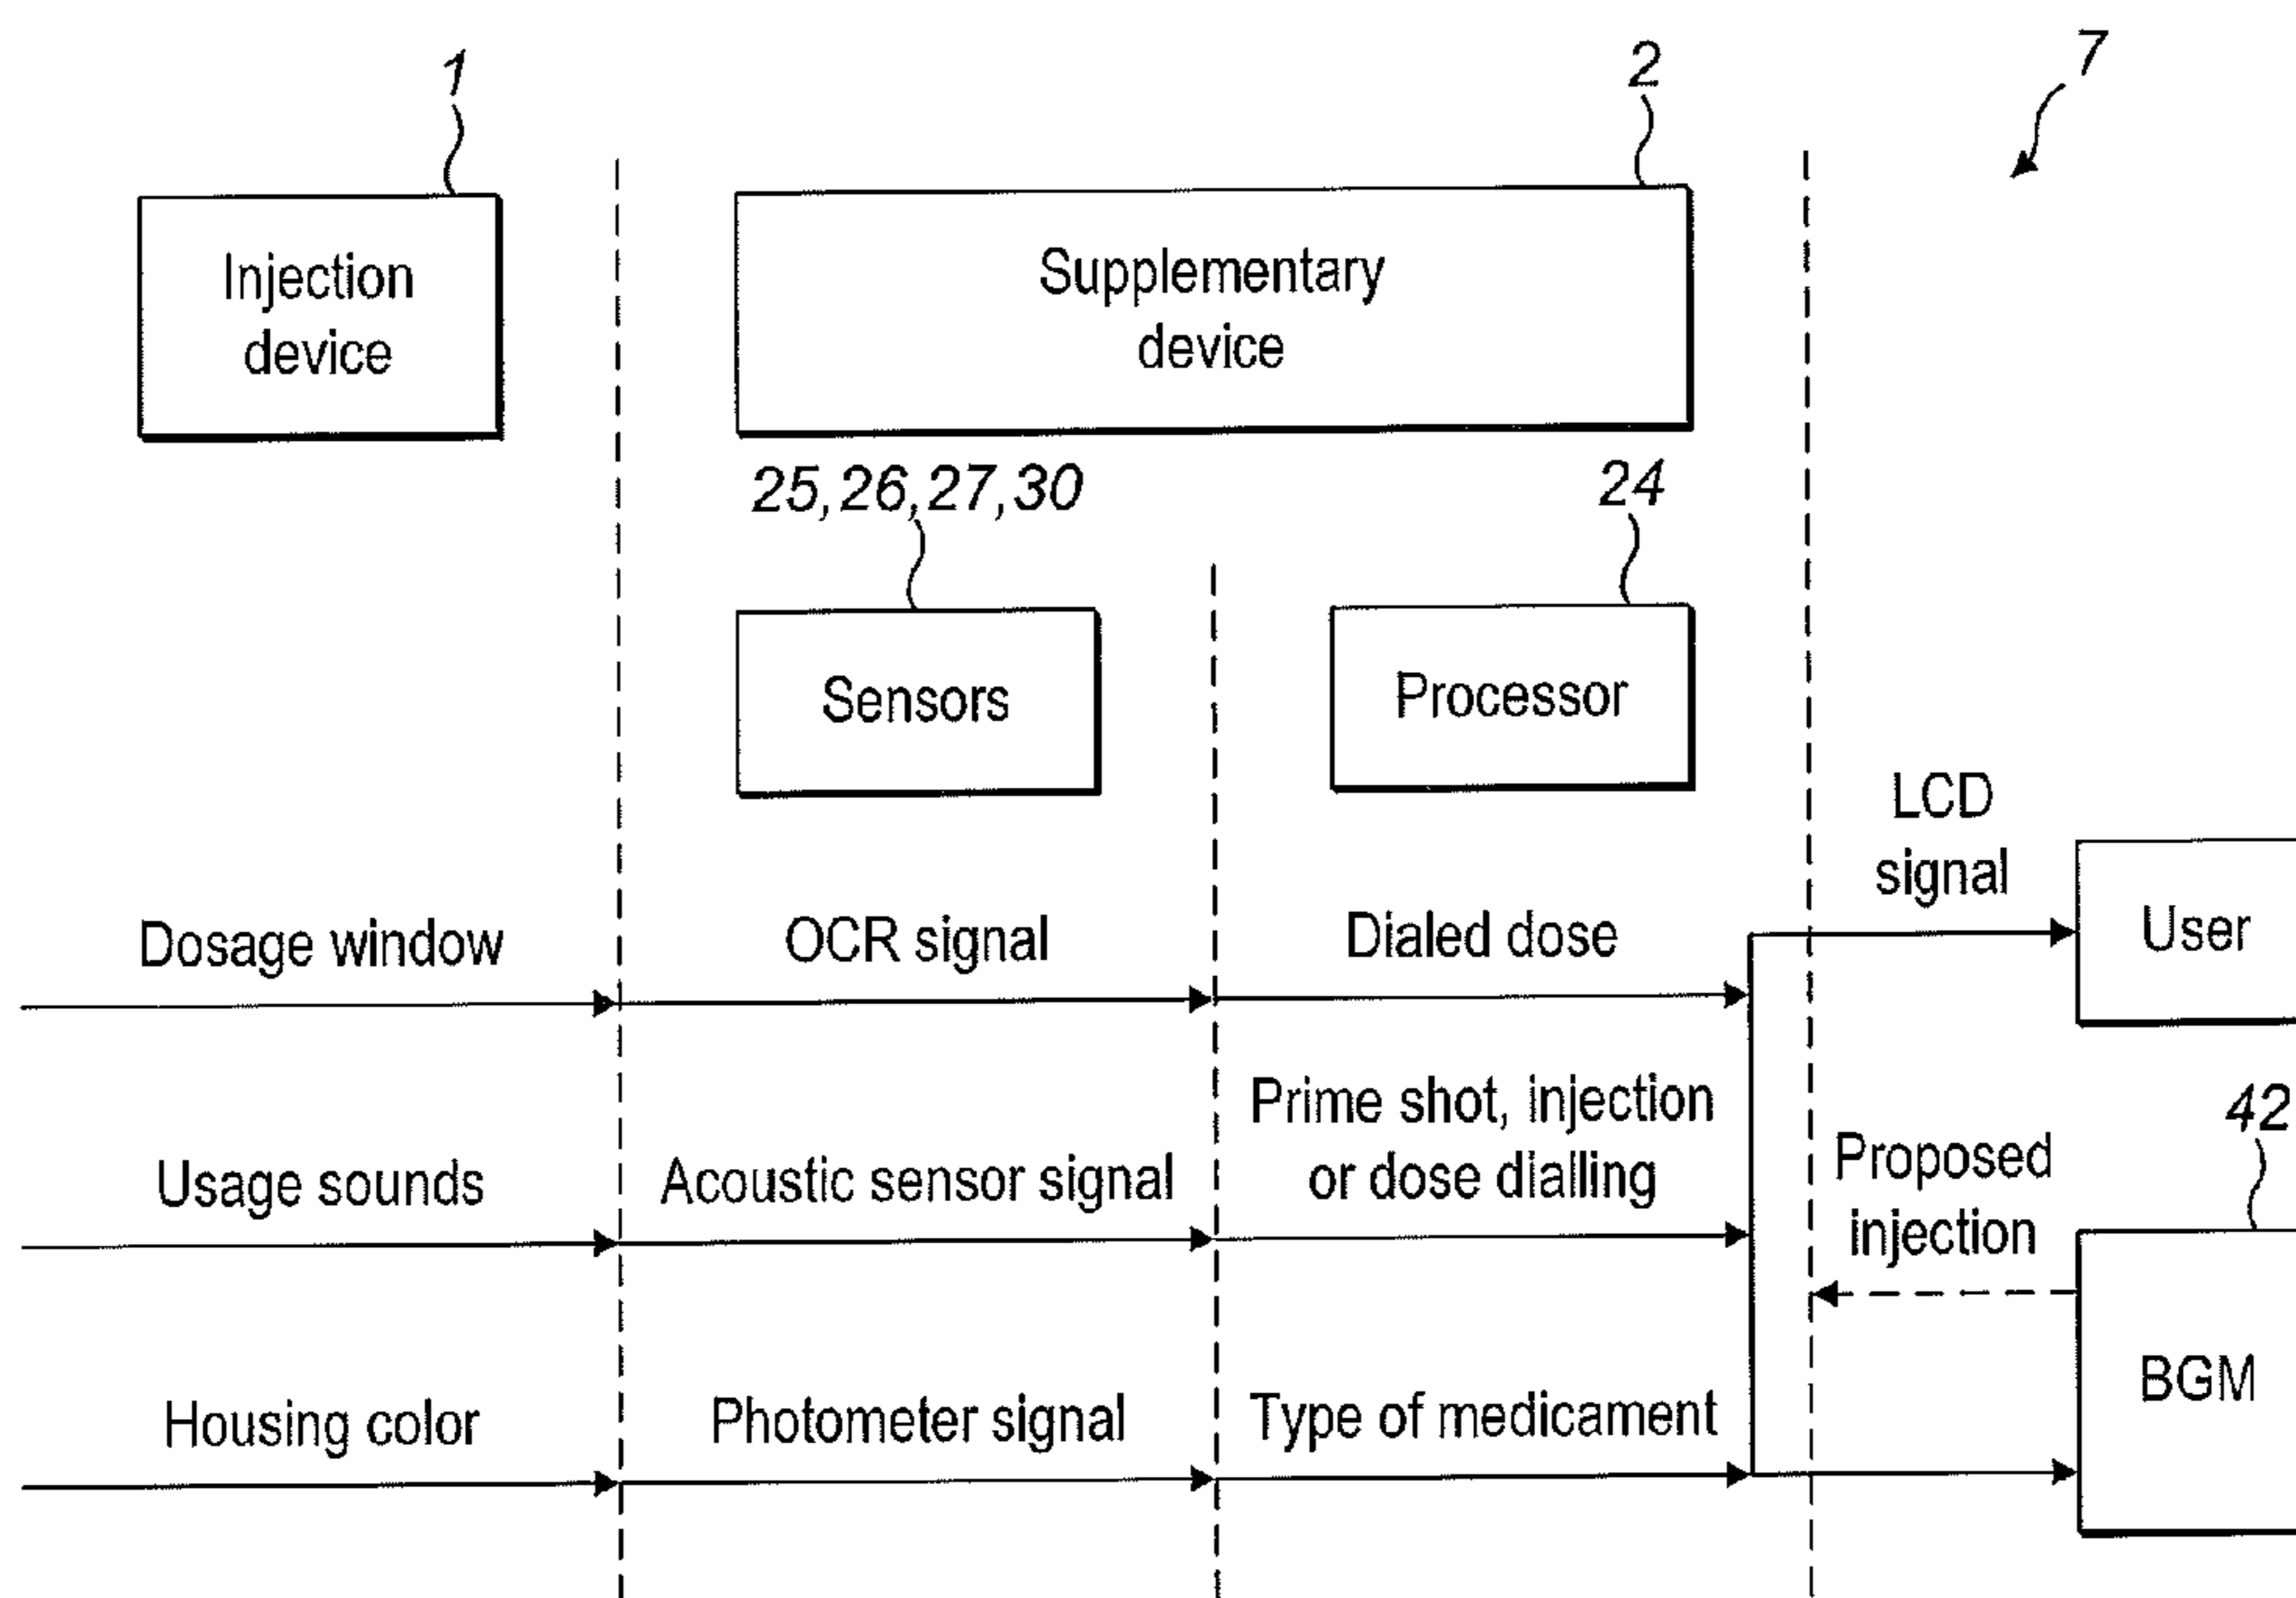 1
2
7
Injection
device
Supplementary
device
25, 26, 27, 30
24
Sensors
Processor
LCD
signal
User
Dosage window
OCR signal
Dialed dose
Prime shot, injection
or dose dialling
42
Proposed
injection
Usage sounds
Acoustic sensor signal
BGM
Housing color
Photometer signal
Type of medicament